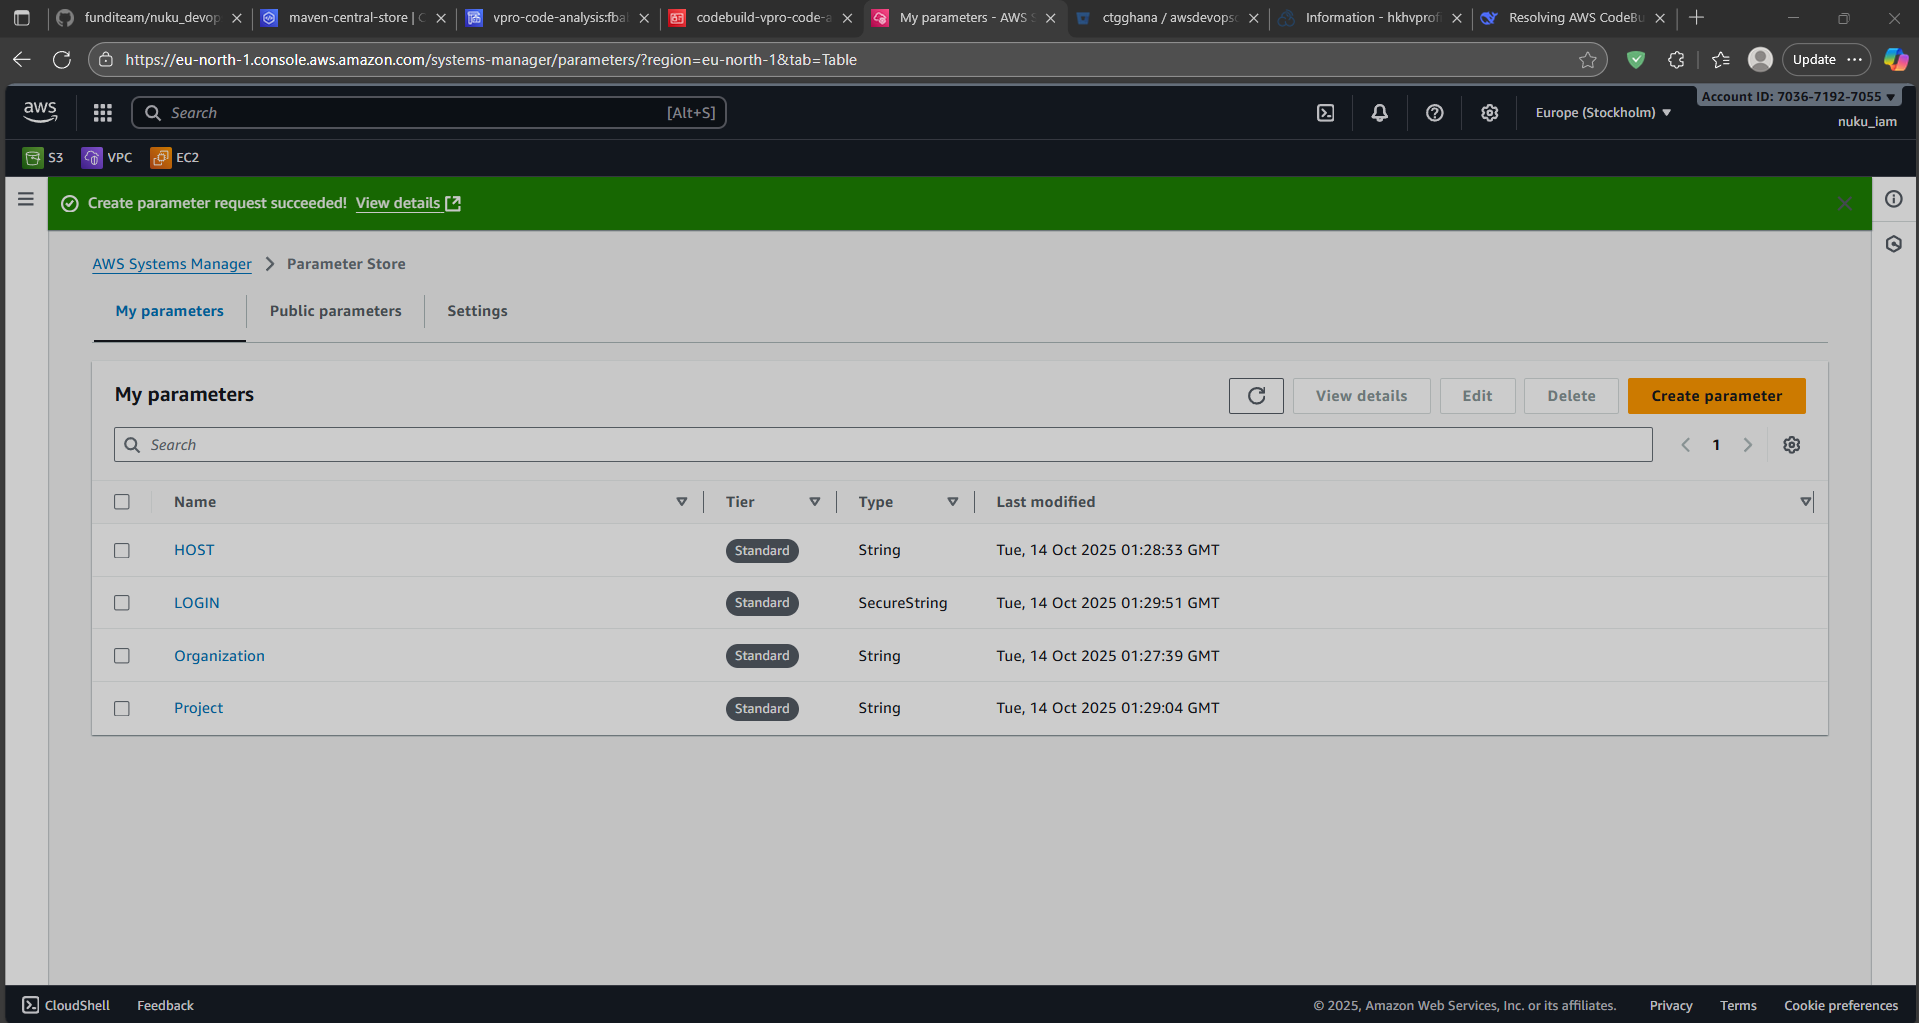 funditeam/nuku_devop
maven-central-store | C
vpro-code-analysis:fba
codebuild-vpro-code-a
My parameters - AWS S
ctgghana / awsdevops
Information - hkhvprofi
Resolving AWS CodeBu
https://eu-north-1.console.aws.amazon.com/systems-manager/parameters/?region=eu-north-1&tab=Table
Update
aws
Search [Alt+S]
Europe (Stockholm)
Account ID: 7036-7192-7055
nuku_iam
S3 VPC EC2
Create parameter request succeeded! View details
AWS Systems Manager Parameter Store
My parameters Public parameters Settings
My parameters
View details Edit Delete Create parameter
Search
1
Name Tier Type Last modified
HOST Standard String Tue, 14 Oct 2025 01:28:33 GMT
LOGIN Standard SecureString Tue, 14 Oct 2025 01:29:51 GMT
Organization Standard String Tue, 14 Oct 2025 01:27:39 GMT
Project Standard String Tue, 14 Oct 2025 01:29:04 GMT
CloudShell Feedback © 2025, Amazon Web Services, Inc. or its affiliates. Privacy Terms Cookie preferences